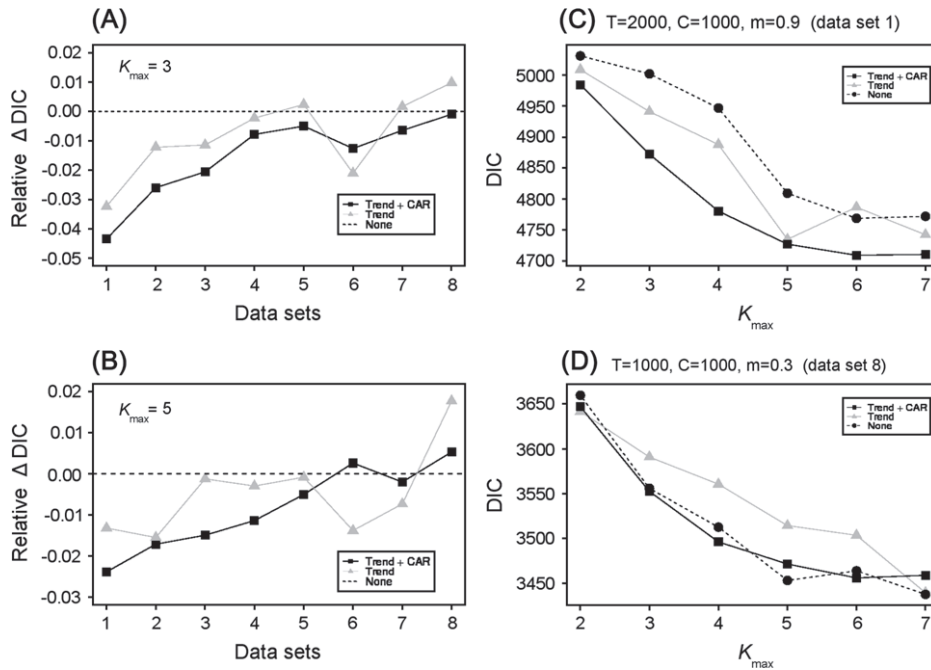 (A)
K_max = 3
Relative Δ DIC
0.02
0.01
0.00
-0.01
-0.02
-0.03
-0.04
-0.05
Trend + CAR
Trend
None
1 2 3 4 5 6 7 8
Data sets
(C) T=2000, C=1000, m=0.9 (data set 1)
DIC
5000
4950
4900
4850
4800
4750
4700
Trend + CAR
Trend
None
2 3 4 5 6 7
K_max
(B)
K_max = 5
Relative Δ DIC
0.02
0.01
0.00
-0.01
-0.02
-0.03
Trend + CAR
Trend
None
1 2 3 4 5 6 7 8
Data sets
(D) T=1000, C=1000, m=0.3 (data set 8)
DIC
3650
3600
3550
3500
3450
Trend + CAR
Trend
None
2 3 4 5 6 7
K_max